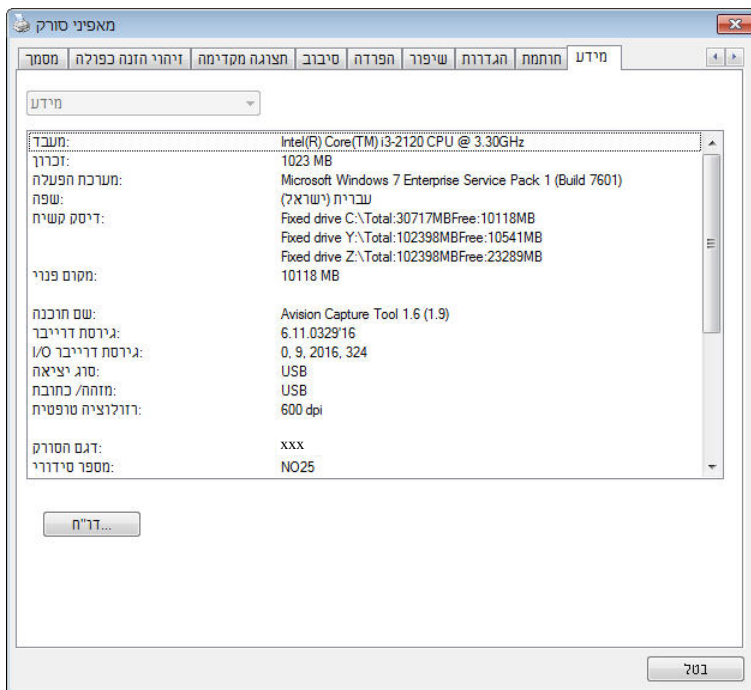 מאפיני סורק
מסמך זיהוי הזנה כפולה תצוגה מקדימה סיבוב הפרדה שיפור הגדרות חותמת מידע
מידע
מעבד: Intel(R) Core(TM) i3-2120 CPU @ 3.30GHz
זכרון: 1023 MB
מערכת הפעלה: Microsoft Windows 7 Enterprise Service Pack 1 (Build 7601)
שפה: עברית (ישראל)
דיסק קשיח: Fixed drive C:\Total:30717MBFree:10118MB
Fixed drive Y:\Total:102398MBFree:10541MB
Fixed drive Z:\Total:102398MBFree:23289MB
מקום פנוי: 10118 MB
שם תוכנה: Avision Capture Tool 1.6 (1.9)
גירסת דרייבר: 6.11.0329'16
גירסת דרייבר I/O: 0, 9, 2016, 324
סוג יציאה: USB
מזהה/ כתובת: USB
רזולוציה טופטית: 600 dpi
דגם הסורק: xxx
מספר סידורי: NO25
דו"ח...
בטל